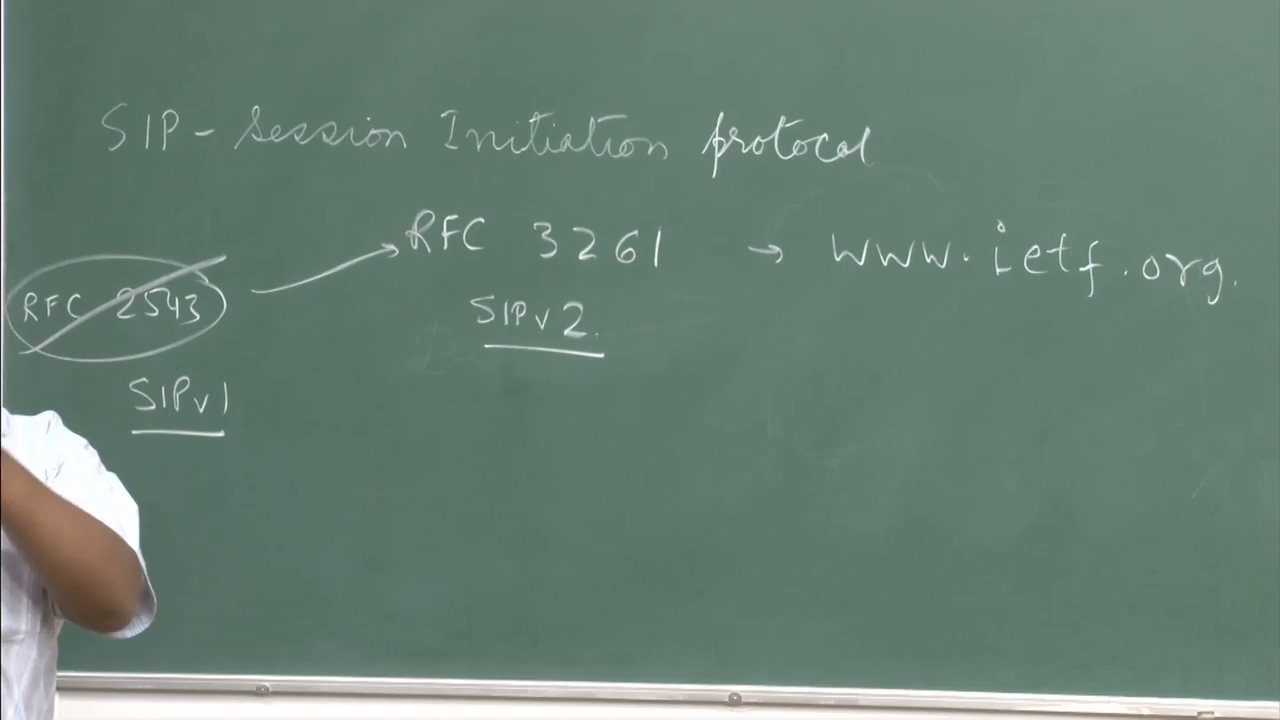 SIP - Session Initiation protocol
RFC 3261 → www.ietf.org.
RFC 2543
SIPv2.
SIPv1